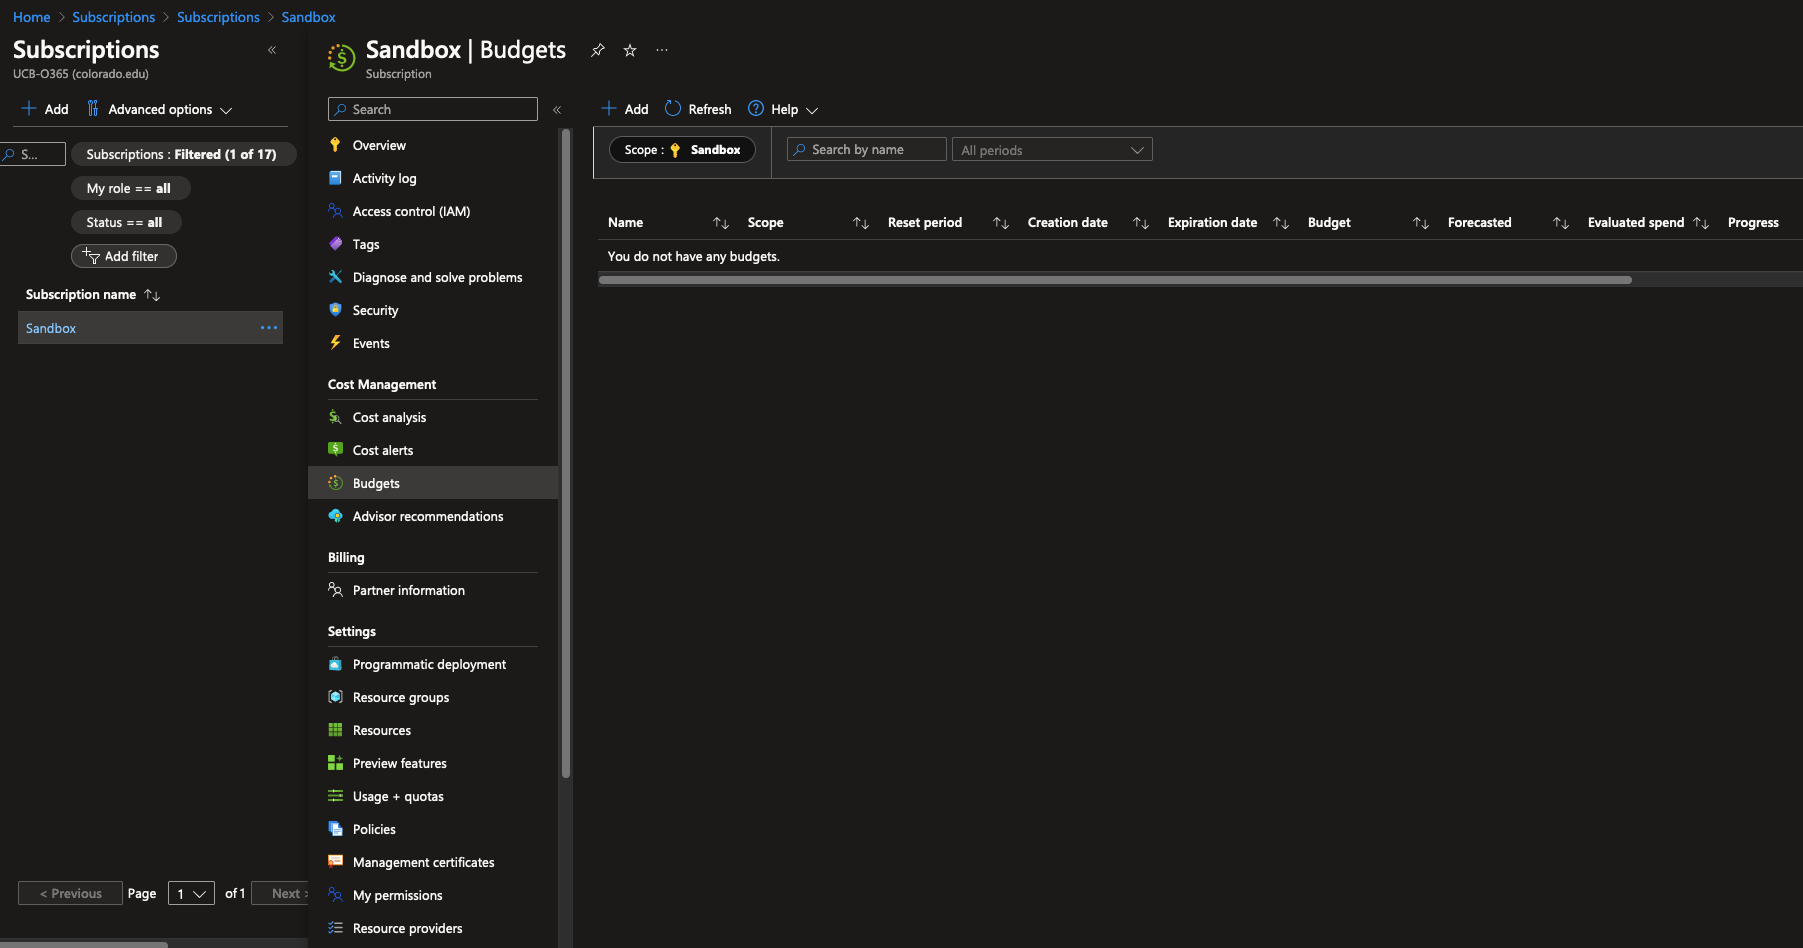 Home > Subscriptions > Subscriptions > Sandbox
Subscriptions «
UCB-O365 (colorado.edu)
+ Add Advanced options
S...
Subscriptions : Filtered (1 of 17)
My role == all
Status == all
Add filter
Subscription name ↑↓
Sandbox ...
< Previous Page 1 of 1 Next >
Sandbox | Budgets ...
Subscription
Search «
Overview
Activity log
Access control (IAM)
Tags
Diagnose and solve problems
Security
Events
Cost Management
Cost analysis
Cost alerts
Budgets
Advisor recommendations
Billing
Partner information
Settings
Programmatic deployment
Resource groups
Resources
Preview features
Usage + quotas
Policies
Management certificates
My permissions
Resource providers
+ Add Refresh Help
Scope : Sandbox Search by name All periods
Name ↑↓ Scope ↑↓ Reset period ↑↓ Creation date ↑↓ Expiration date ↑↓ Budget ↑↓ Forecasted ↑↓ Evaluated spend ↑↓ Progress
You do not have any budgets.